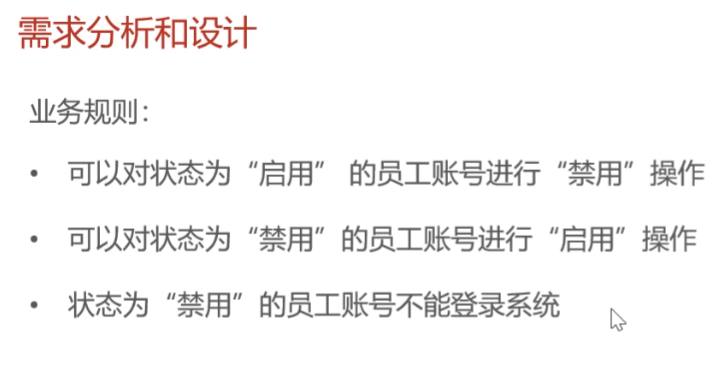 需求分析和设计
业务规则：
• 可以对状态为“启用” 的员工账号进行“禁用”操作
• 可以对状态为“禁用”的员工账号进行“启用”操作
• 状态为“禁用”的员工账号不能登录系统